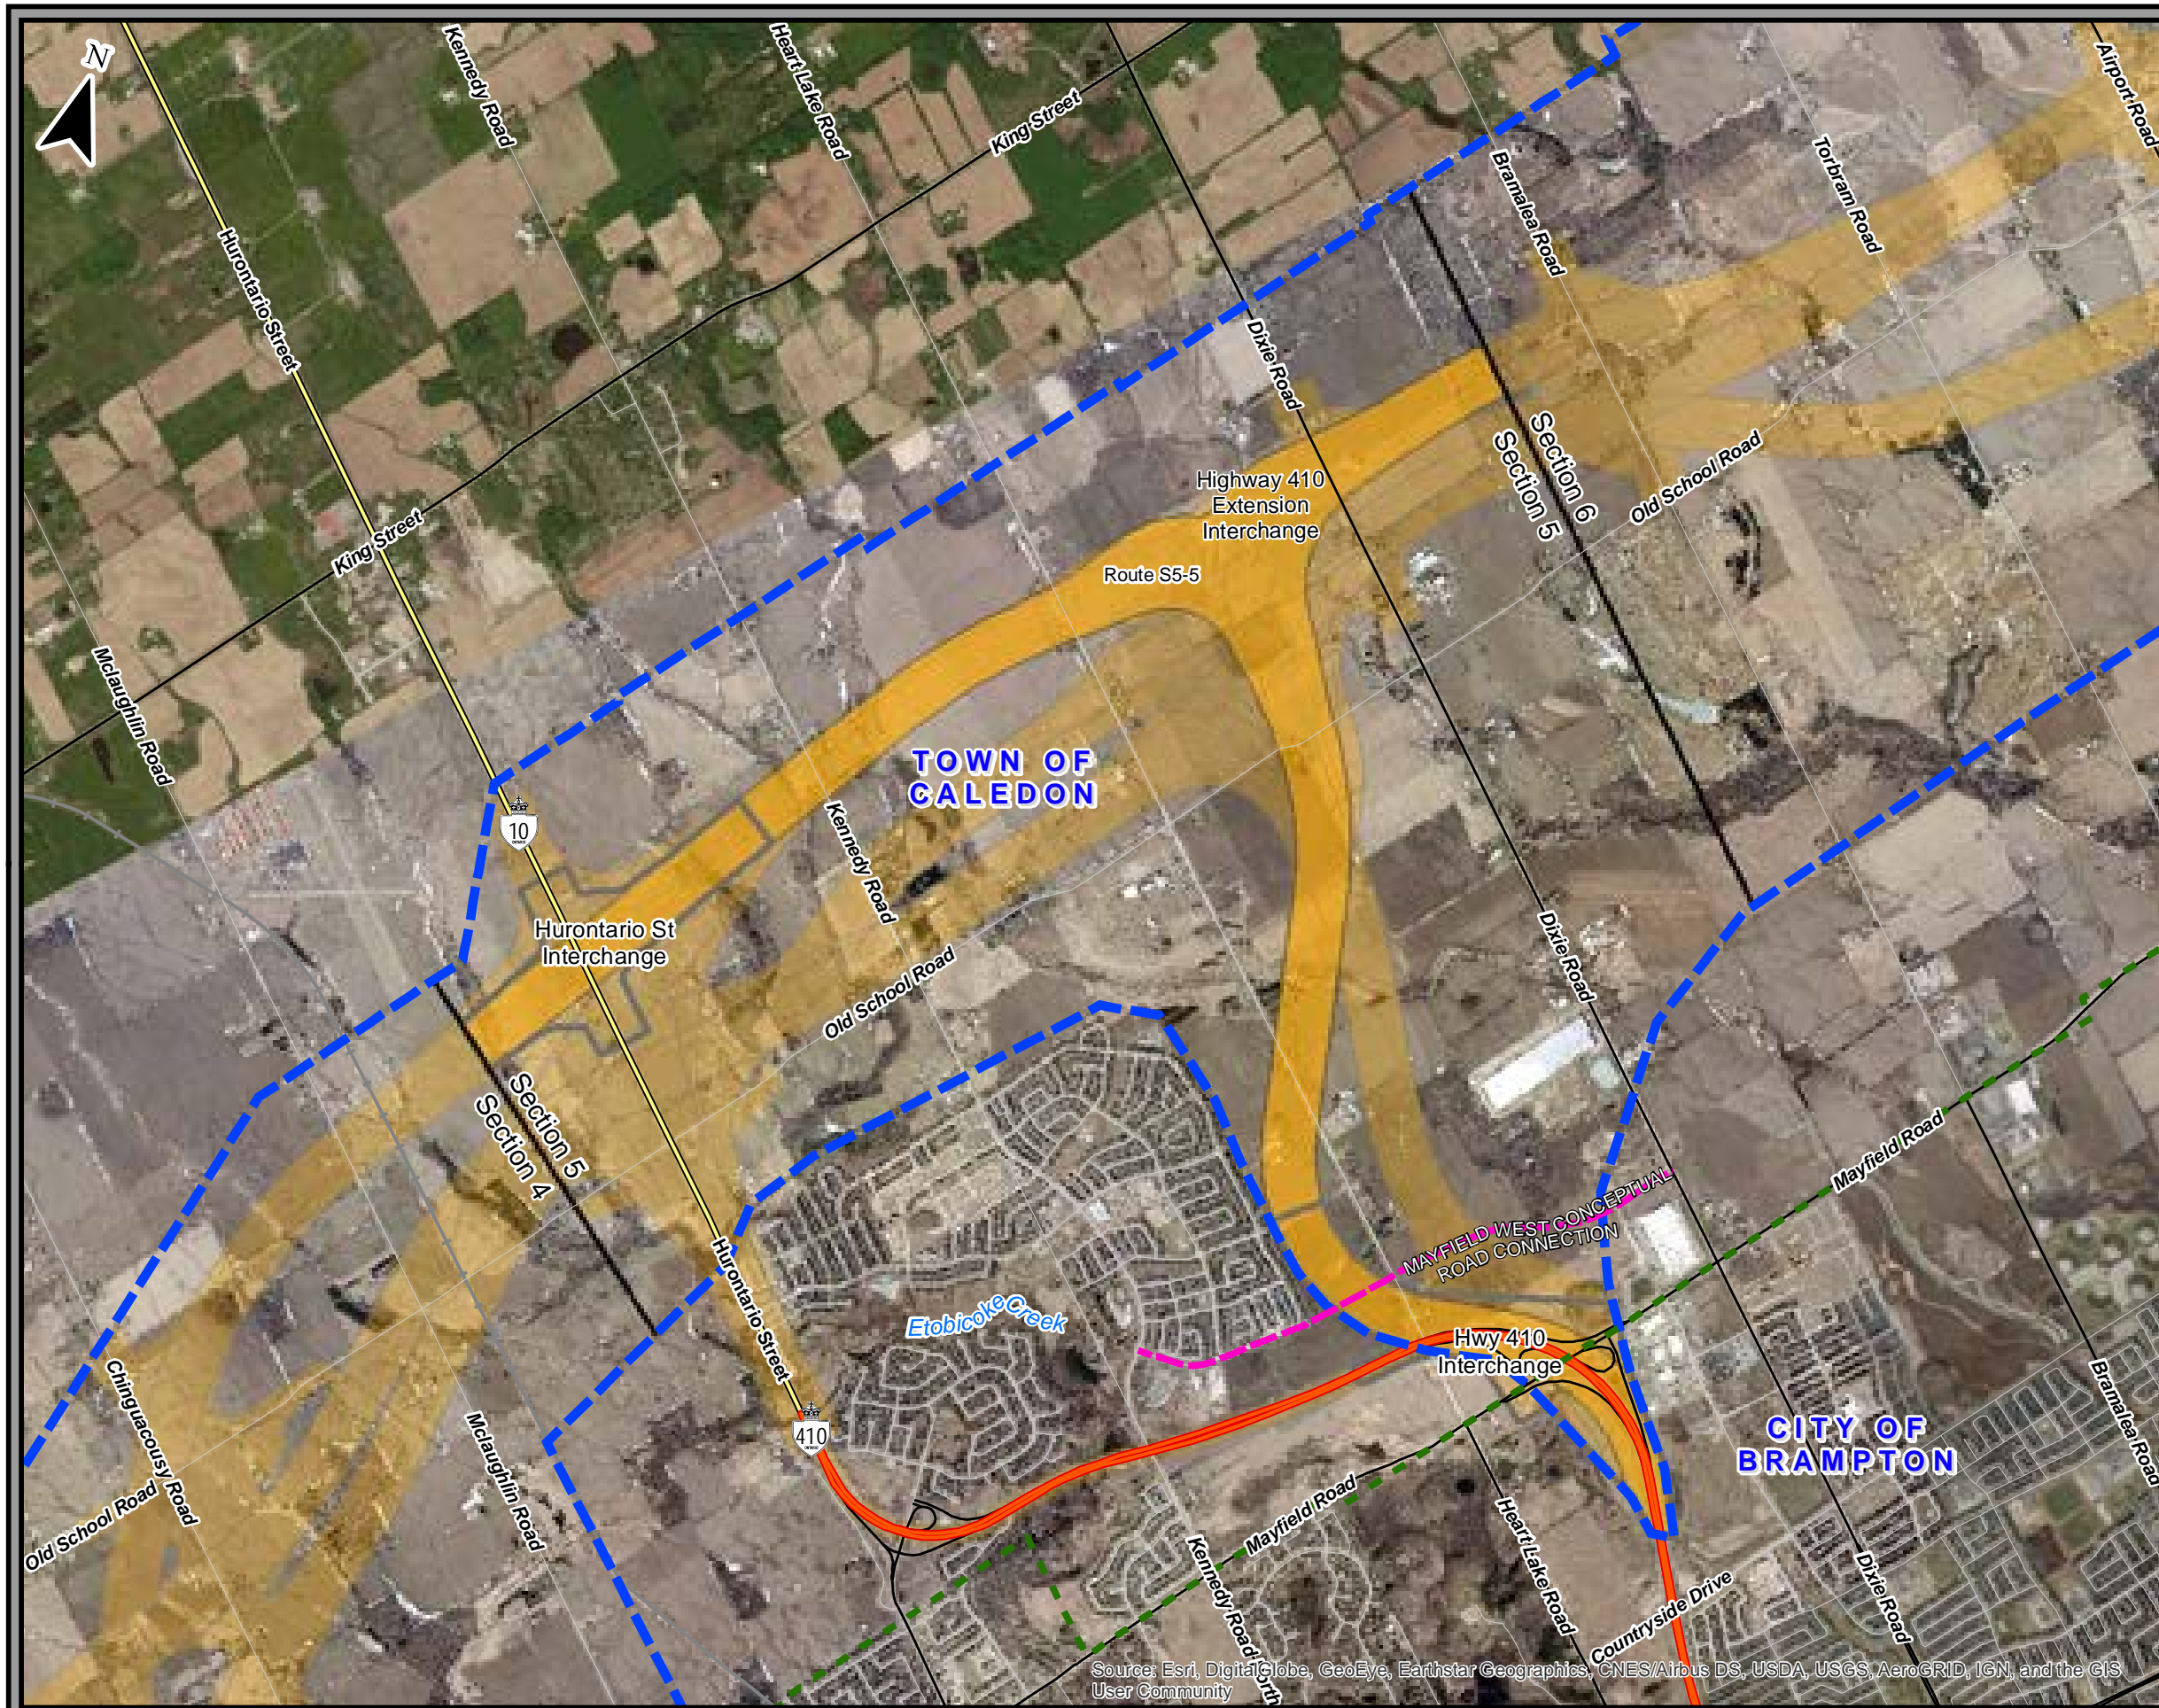 N
Kennedy Road
Heart Lake Road
King Street
Airport Road
Bramalea Road
Torbram Road
Hurontario Street
Dixie Road
King Street
Section 6
Section 5
Old School Road
Highway 410
Extension
Interchange
Route S5-5
Mclaughlin Road
TOWN OF
CALEDON
10
ONTARIO
Kennedy Road
Hurontario St
Interchange
Old School Road
Dixie Road
Section 5
Section 4
Mayfield Road
MAYFIELD WEST CONCEPTUAL
ROAD CONNECTION
Hurontario Street
Etobicoke Creek
Hwy 410
Interchange
Chinguacousy Road
Mclaughlin Road
410
ONTARIO
CITY OF
BRAMPTON
Bramalea Road
Old School Road
Mayfield Road
Heart Lake Road
Kennedy Road North
Countryside Drive
Dixie Road
Source: Esri, DigitalGlobe, GeoEye, Earthstar Geographics, CNES/Airbus DS, USDA, USGS, AeroGRID, IGN, and the GIS
User Community